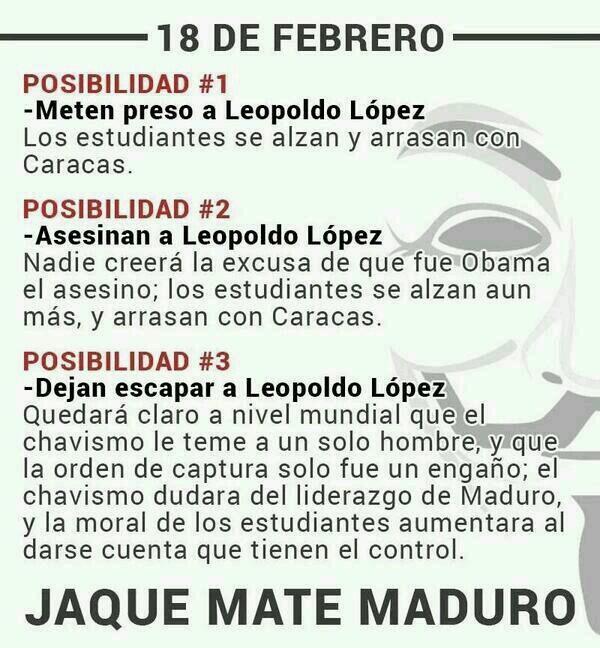 18 DE FEBRERO
POSIBILIDAD #1
-Meten preso a Leopoldo López
Los estudiantes se alzan y arrasan con
Caracas.
POSIBILIDAD #2
-Asesinan a Leopoldo López
Nadie creerá la excusa de que fue Obama
el asesino; los estudiantes se alzan aun
más, y arrasan con Caracas.
POSIBILIDAD #3
-Dejan escapar a Leopoldo López
Quedará claro a nivel mundial que el
chavismo le teme a un solo hombre, y que
la orden de captura solo fue un engaño; el
chavismo dudara del liderazgo de Maduro,
y la moral de los estudiantes aumentara al
darse cuenta que tienen el control.
JAQUE MATE MADURO